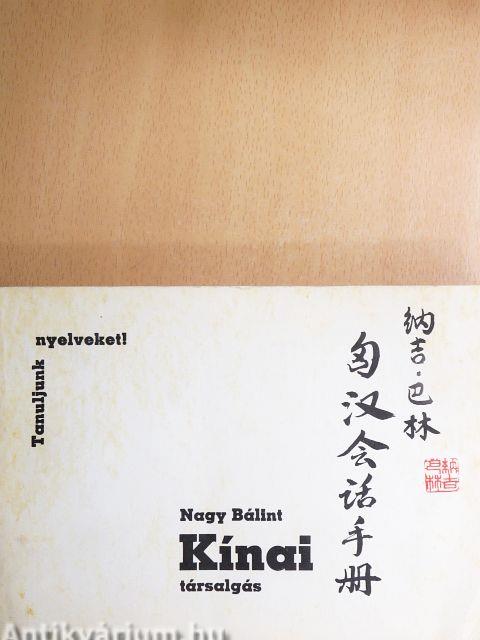 Tanuljunk
nyelveket!
纳吉·巴林
匈汉会话手册
Nagy Bálint
Kínai
társalgás
Antikvárium.hu